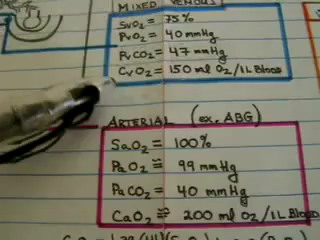 MIXED VENOUS
SvO₂ = 75%
PvO₂ = 40 mmHg
PvCO₂ = 47 mmHg
CvO₂ = 150 ml O₂/1L Blood
ARTERIAL (ex, ABG)
SaO₂ = 100%
PaO₂ ≅ 99 mmHg
PaCO₂ = 40 mmHg
CaO₂ ≅ 200 ml O₂/1L Blood